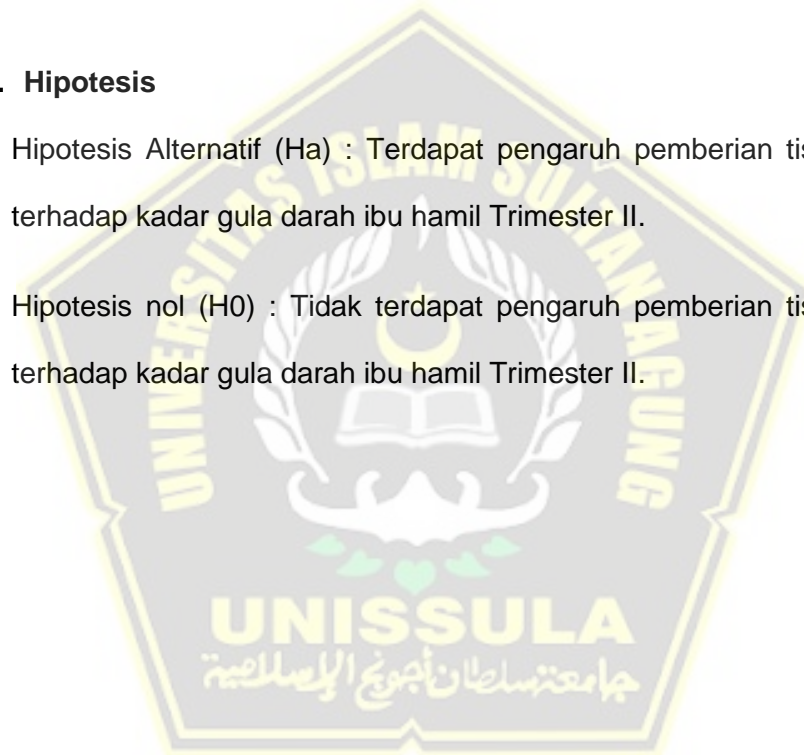 . Hipotesis
Hipotesis Alternatif (Ha) : Terdapat pengaruh pemberian
terhadap kadar gula darah ibu hamil Trimester II.
Hipotesis nol (H0) : Tidak terdapat pengaruh pemberian
terhadap kadar gula darah ibu hamil Trimester II.
UNIVERSITAS ISLAM SULTAN AGUNG
UNISSULA
جامعة سلطان أجونج الإسلامية